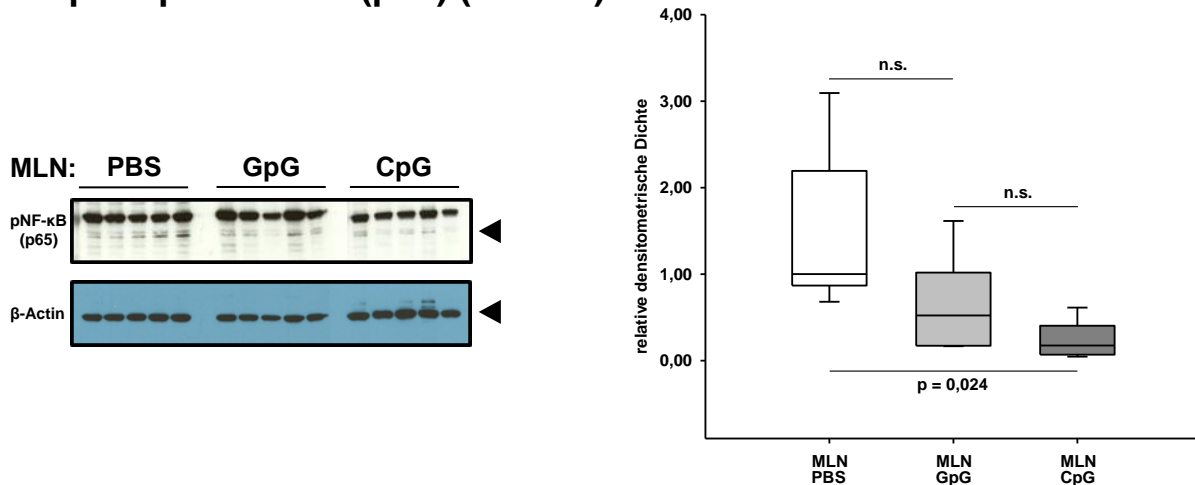 MLN: PBS GpG CpG
pNF-κB
(p65)
β-Actin
4,00
3,00
2,00
1,00
0,00
relative densitometrische Dichte
n.s.
n.s.
p = 0,024
MLN
PBS
MLN
GpG
MLN
CpG